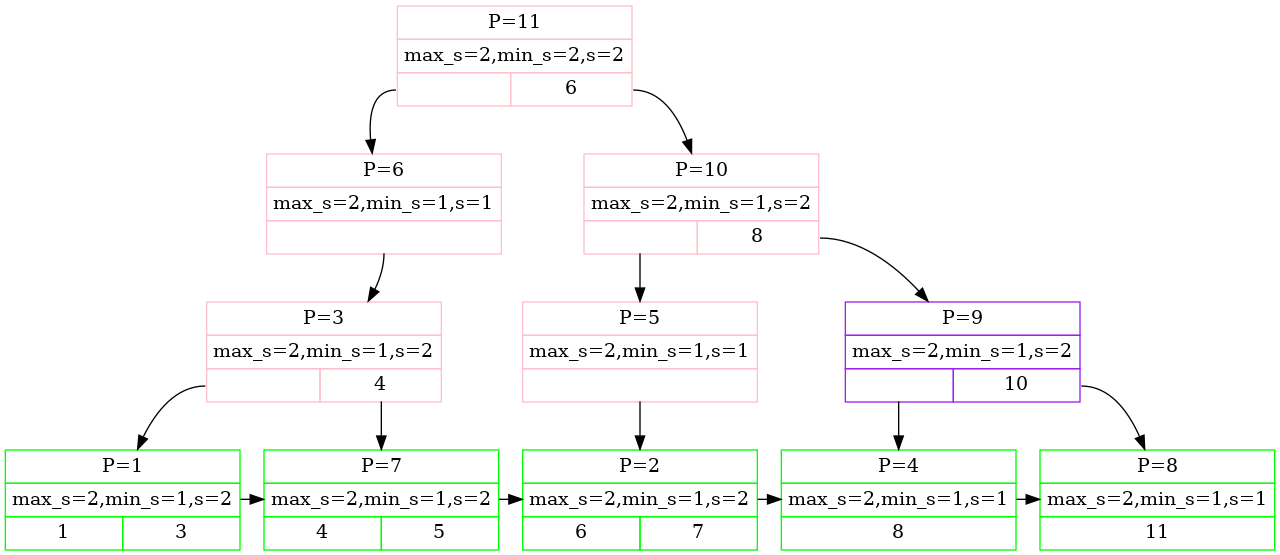 P=11
max_s=2,min_s=2,s=2
6
P=6
max_s=2,min_s=1,s=1
P=10
max_s=2,min_s=1,s=2
8
P=3
max_s=2,min_s=1,s=2
4
P=5
max_s=2,min_s=1,s=1
P=9
max_s=2,min_s=1,s=2
10
P=1
max_s=2,min_s=1,s=2
1 3
P=7
max_s=2,min_s=1,s=2
4 5
P=2
max_s=2,min_s=1,s=2
6 7
P=4
max_s=2,min_s=1,s=1
8
P=8
max_s=2,min_s=1,s=1
11